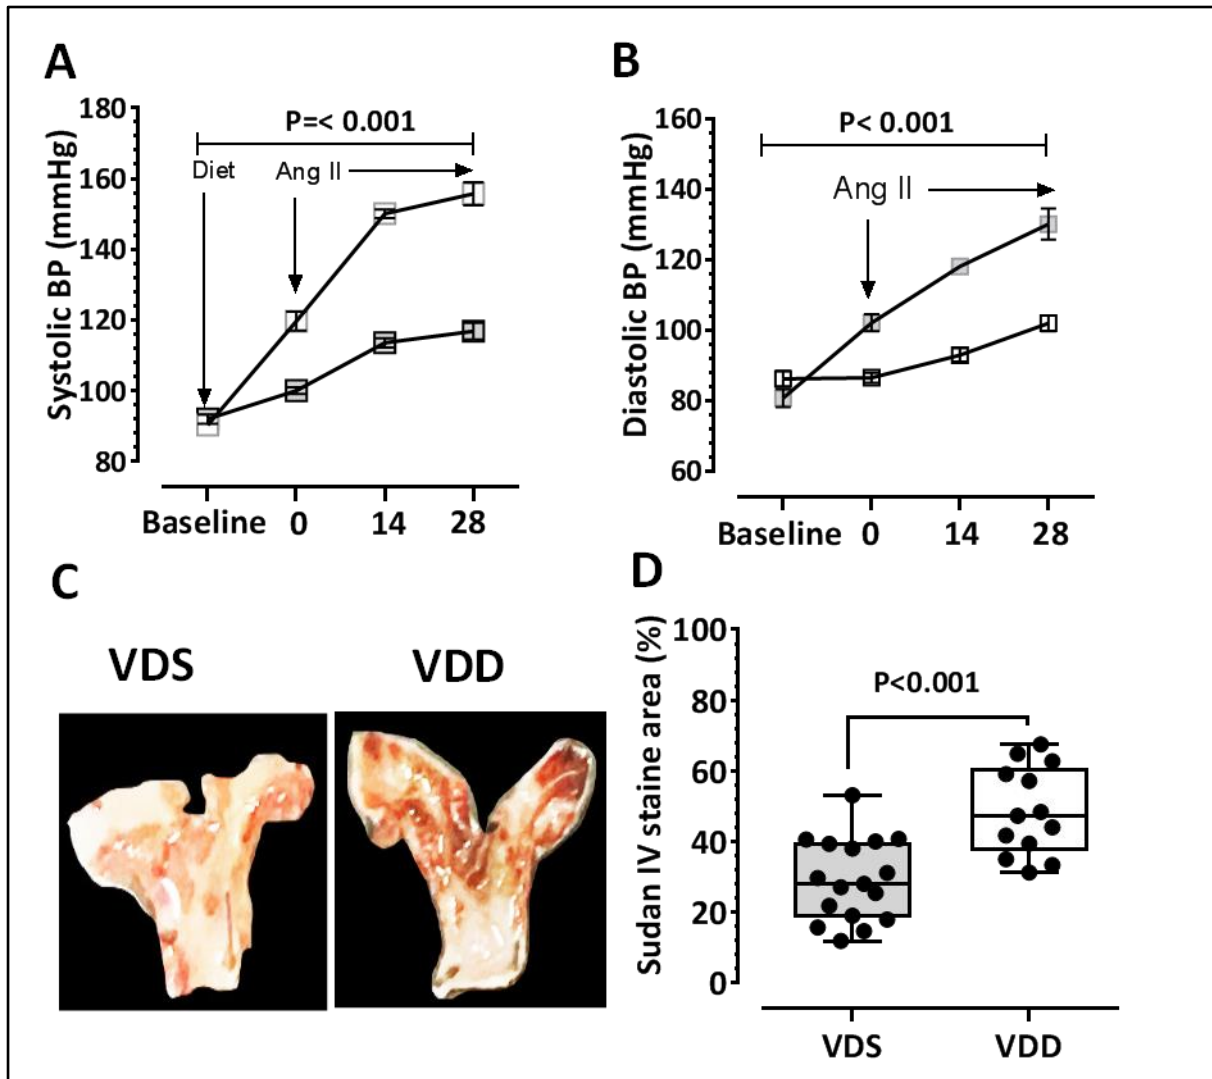 A
Systolic BP (mmHg)
180
160
140
120
100
80
P=< 0.001
Diet
Ang II
Baseline 0 14 28
B
Diastolic BP (mmHg)
160
140
120
100
80
60
P< 0.001
Ang II
Baseline 0 14 28
C
VDS VDD
D
Sudan IV staine area (%)
100
80
60
40
20
0
P<0.001
VDS VDD